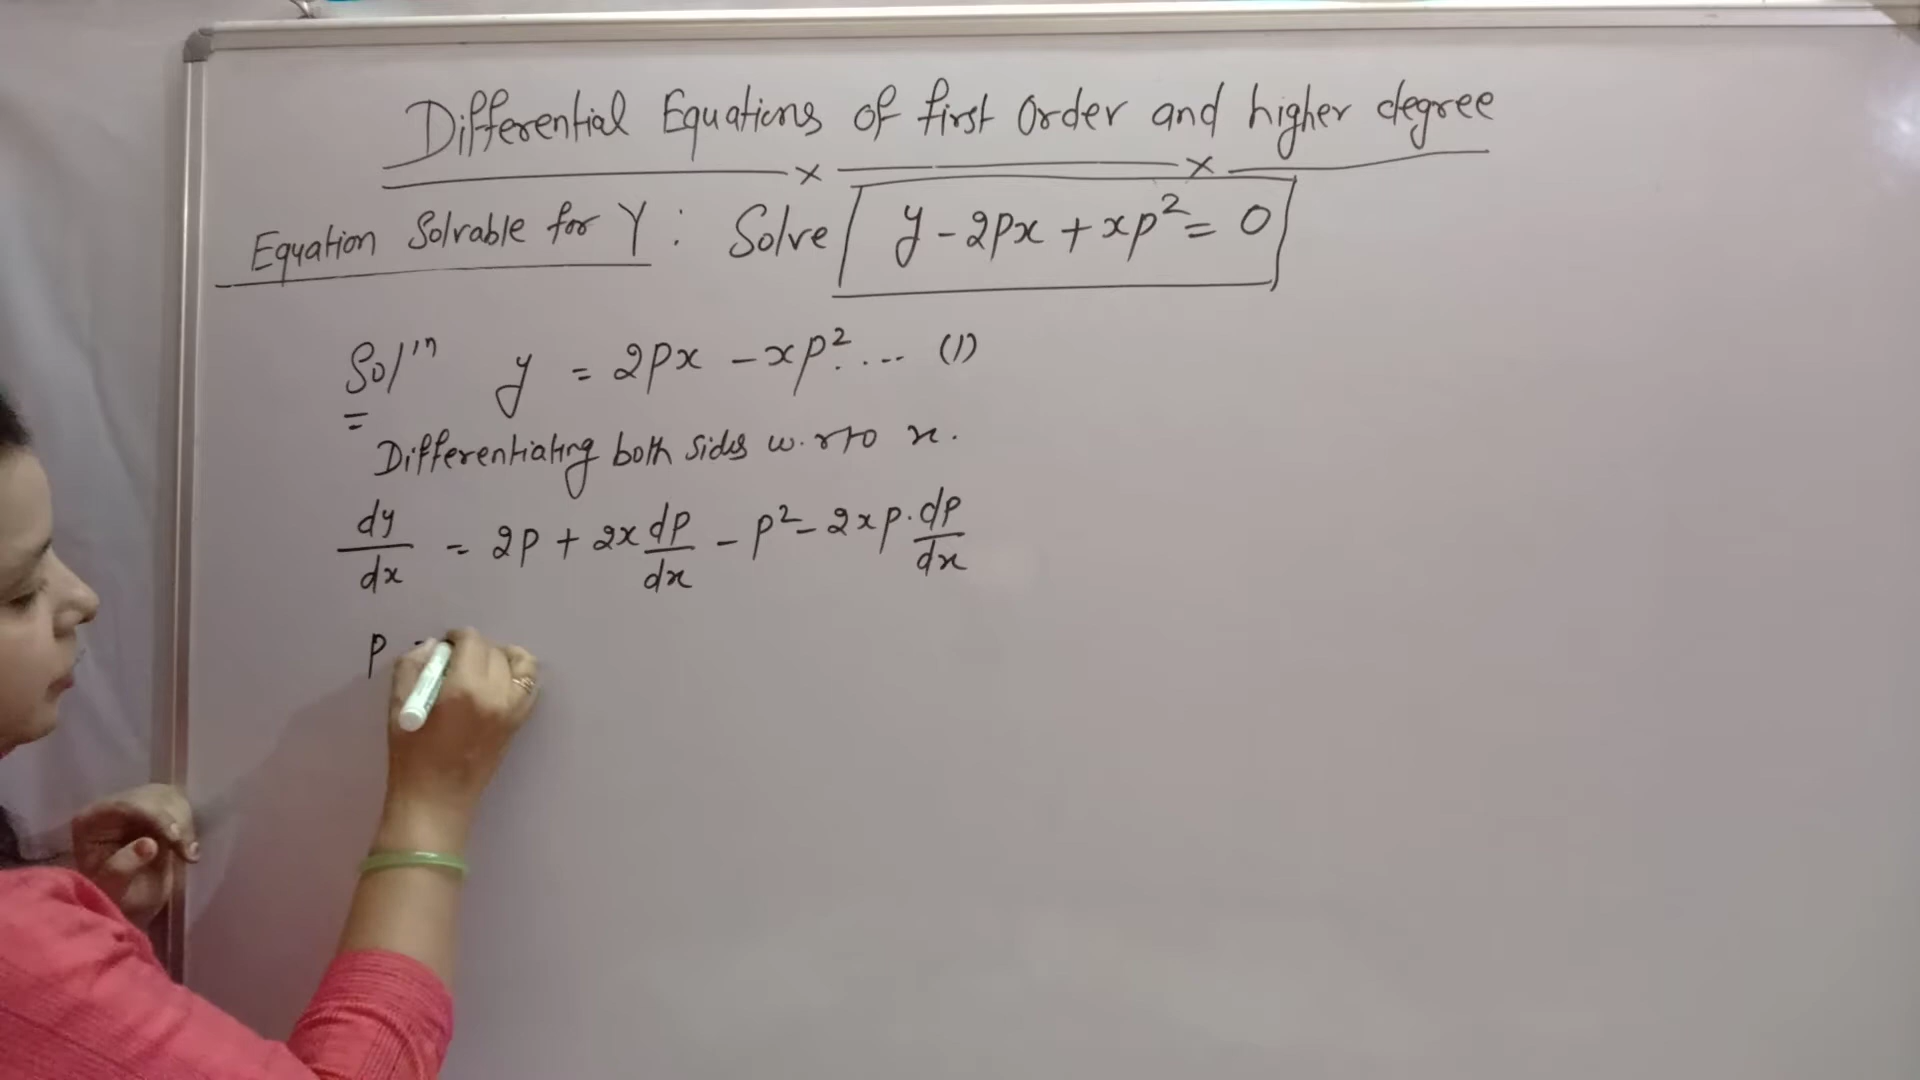 Differential Equations of first Order and higher degree
Equation Solvable for Y : Solve y - 2px + xp² = 0
Sol'n y = 2px - xp² ... (1)
Differentiating both sides w.r to x.
dy/dx = 2p + 2x dp/dx - p² - 2xp · dp/dx
p